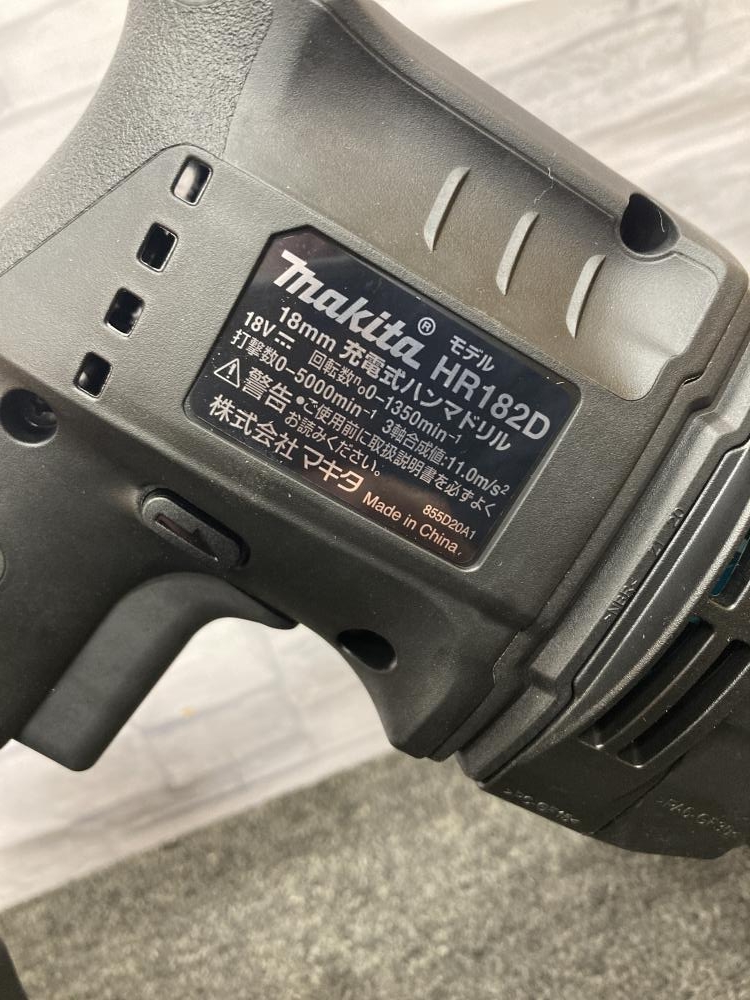 makita® モデル HR182D
18mm 充電式ハンマドリル
18V⎓ 回転数n₀0-1350min⁻¹
打撃数0-5000min⁻¹ 3軸合成値:11.0m/s²
⚠警告 •ご使用前に取扱説明書を必ずよく
お読みください。
株式会社マキタ
855D20A1
Made in China